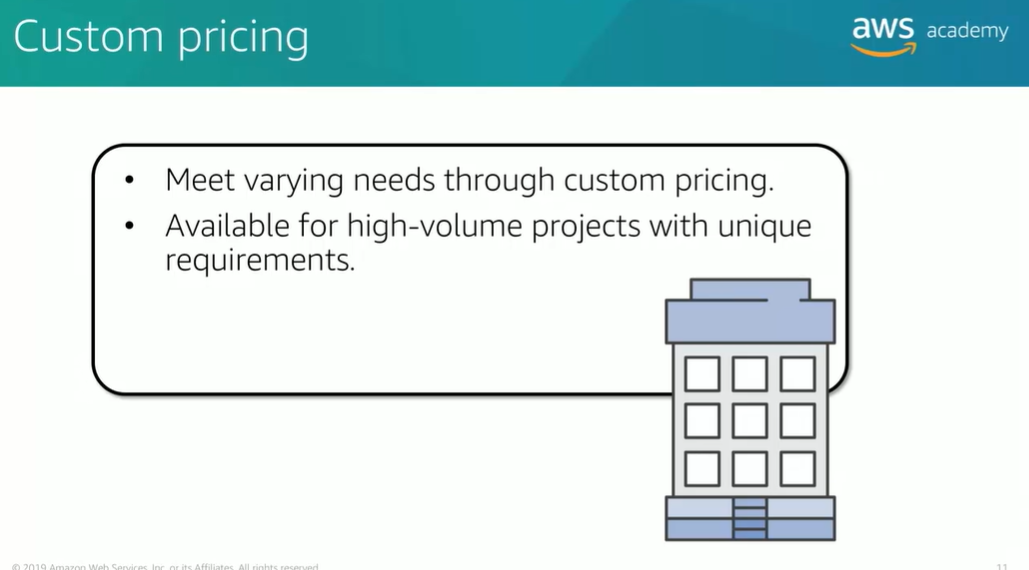 Custom pricing
aws academy
• Meet varying needs through custom pricing.
• Available for high-volume projects with unique
requirements.
© 2019 Amazon Web Services, Inc. or its Affiliates. All rights reserved.
11